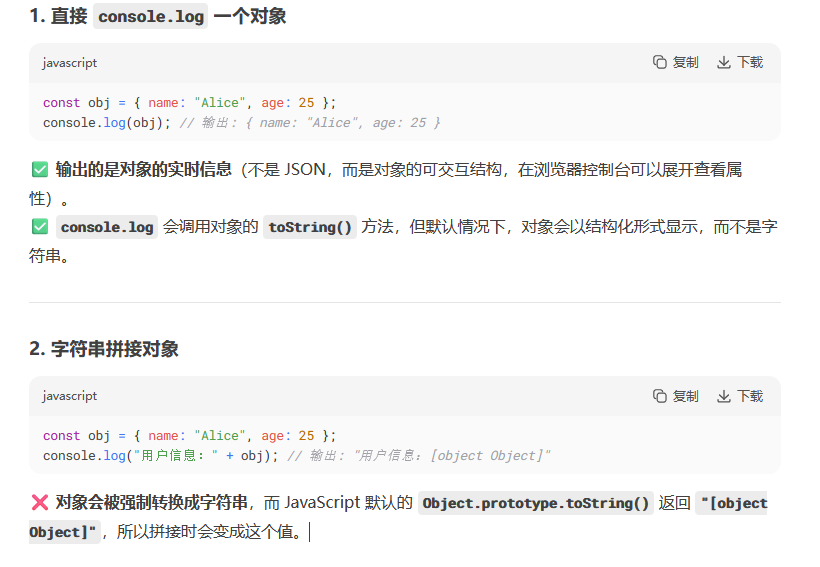 1. 直接 console.log 一个对象
javascript 复制 下载
const obj = { name: "Alice", age: 25 };
console.log(obj); // 输出：{ name: "Alice", age: 25 }
✅ 输出的是对象的实时信息（不是 JSON，而是对象的可交互结构，在浏览器控制台可以展开查看属
性）。
✅ console.log 会调用对象的 toString() 方法，但默认情况下，对象会以结构化形式显示，而不是字
符串。
2. 字符串拼接对象
javascript 复制 下载
const obj = { name: "Alice", age: 25 };
console.log("用户信息：" + obj); // 输出："用户信息：[object Object]"
❌ 对象会被强制转换成字符串，而 JavaScript 默认的 Object.prototype.toString() 返回 "[object
Object]"，所以拼接时会变成这个值。